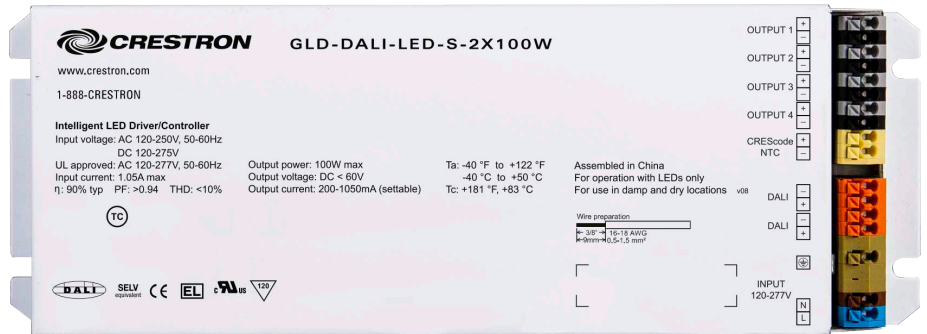 CRESTRON
GLD-DALI-LED-S-2X100W
www.crestron.com
1-888-CRESTRON
Intelligent LED Driver/Controller
Input voltage: AC 120-250V, 50-60Hz
DC 120-275V
UL approved: AC 120-277V, 50-60Hz
Input current: 1.05A max
η: 90% typ PF: >0.94 THD: <10%
Output power: 100W max
Output voltage: DC < 60V
Output current: 200-1050mA (settable)
Ta: -40 °F to +122 °F
-40 °C to +50 °C
Tc: +181 °F, +83 °C
Assembled in China
For operation with LEDs only
For use in damp and dry locations v08
TC
Wire preparation
3/8" 16-18 AWG
9mm 0,5-1,5 mm²
DALI
SELV
equivalent
CE
EL
c RU US
120
OUTPUT 1 + -
OUTPUT 2 + -
OUTPUT 3 + -
OUTPUT 4 + -
CREScode +
NTC -
DALI - +
DALI - +
INPUT
120-277V
N
L